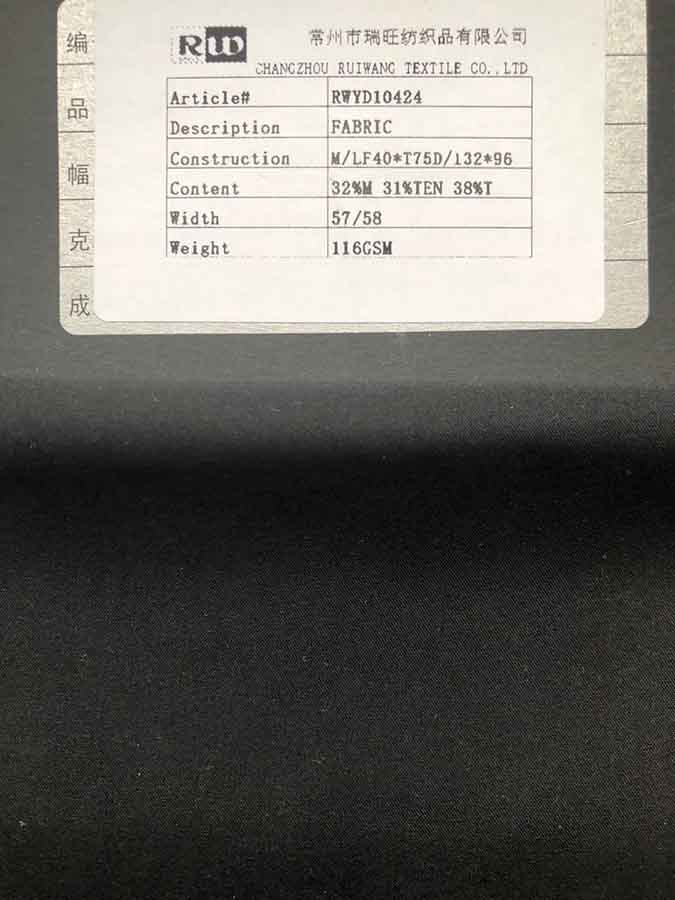 RW 常州市瑞旺纺织品有限公司
CHANGZHOU RUIWANG TEXTILE CO.,LTD
Article# RWYD10424
Description FABRIC
Construction M/LF40*T75D/132*96
Content 32%M 31%TEN 38%T
Width 57/58
Weight 116GSM
编
品
幅
克
成